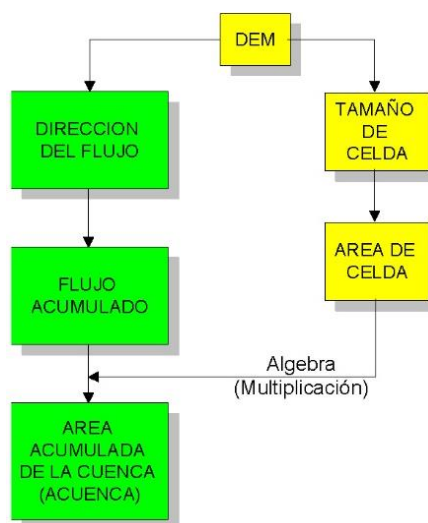 DEM
DIRECCION
DEL FLUJO
TAMAÑO
DE
CELDA
FLUJO
ACUMULADO
AREA DE
CELDA
Algebra
(Multiplicación)
AREA
ACUMULADA
DE LA CUENCA
(ACUENCA)